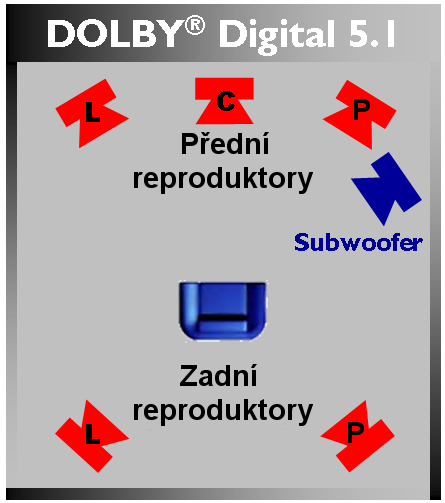 DOLBY® Digital 5.1
L C P
Přední
reproduktory
Subwoofer
Zadní
reproduktory
L P